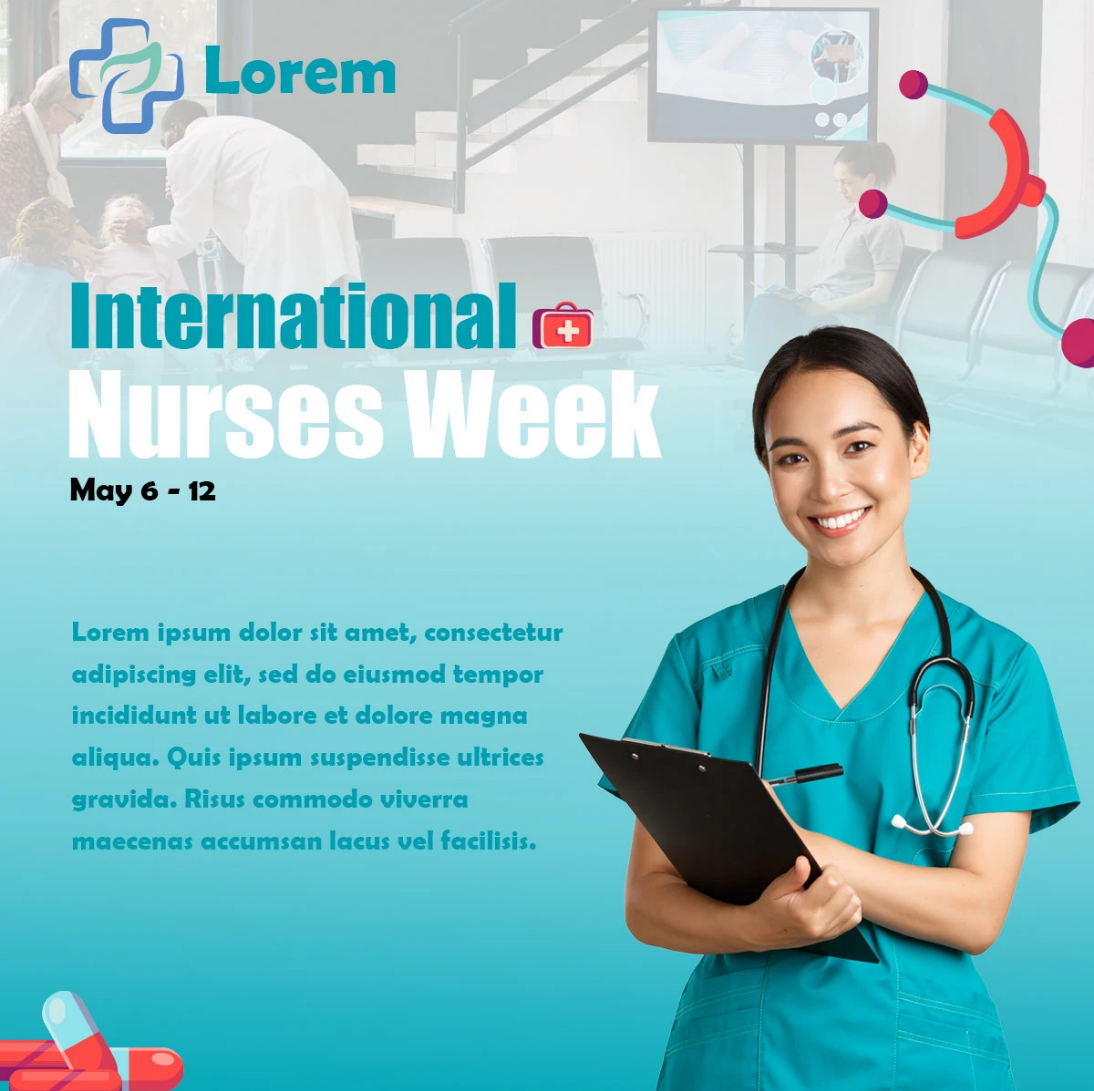 Lorem
International
Nurses Week
May 6 - 12
Lorem ipsum dolor sit amet, consectetur
adipiscing elit, sed do eiusmod tempor
incididunt ut labore et dolore magna
aliqua. Quis ipsum suspendisse ultrices
gravida. Risus commodo viverra
maecenas accumsan lacus vel facilisis.